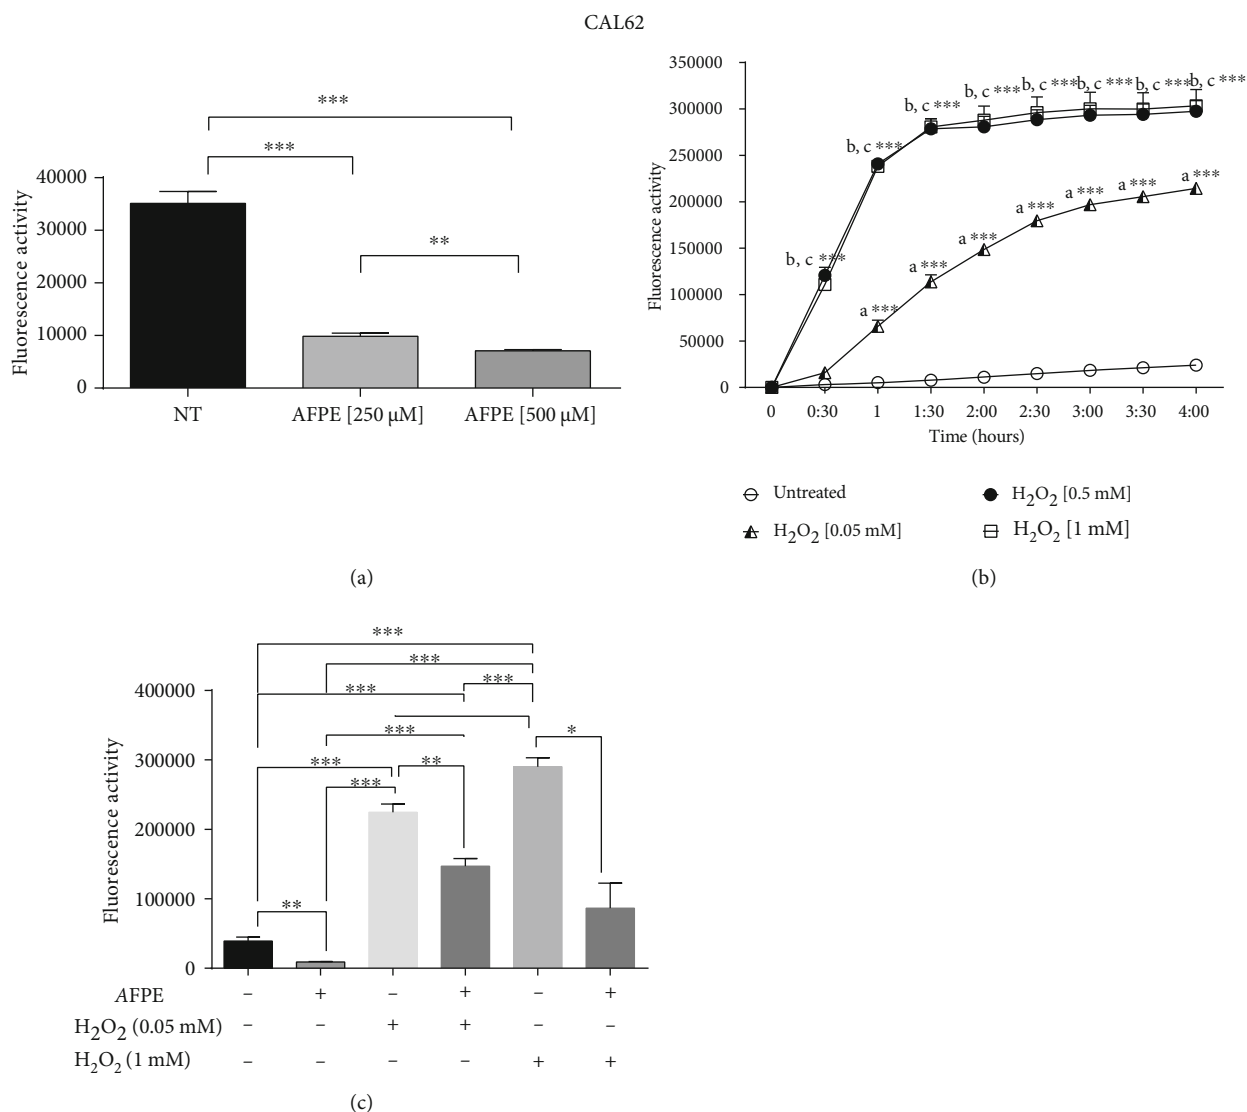 CAL62
***
***
**
Fluorescence activity
40000
30000
20000
10000
0
NT
AFPE [250 μM]
AFPE [500 μM]
(a)
Fluorescence activity
350000
300000
250000
200000
150000
100000
50000
0
b, c ***
b, c ***
b, c ***
b, c ***
b, c ***
b, c ***
b, c ***
b, c ***
a ***
a ***
a ***
a ***
a ***
a ***
a ***
0 0:30 1 1:30 2:00 2:30 3:00 3:30 4:00
Time (hours)
Untreated
H₂O₂ [0.5 mM]
H₂O₂ [0.05 mM]
H₂O₂ [1 mM]
(b)
***
***
***
***
***
*
***
**
***
**
Fluorescence activity
400000
300000
200000
100000
0
AFPE – + – + – +
H₂O₂ (0.05 mM) – – + + – –
H₂O₂ (1 mM) – – – – + +
(c)